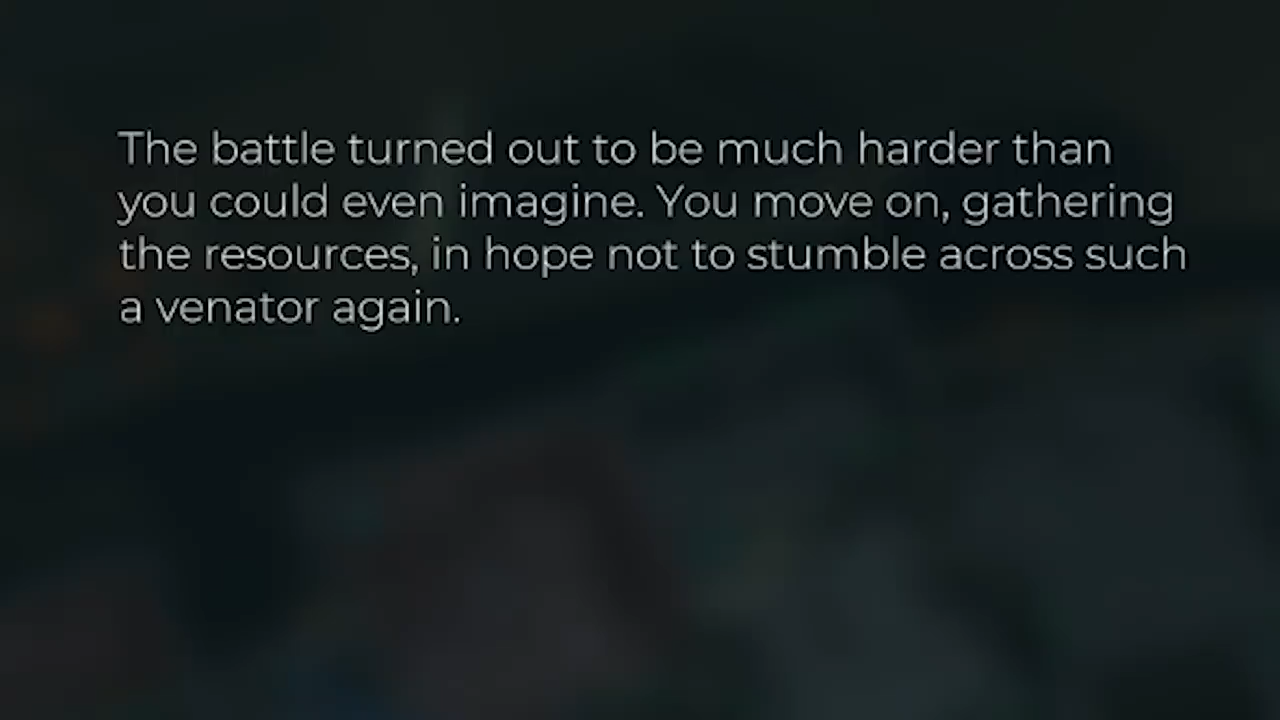 The battle turned out to be much harder than
you could even imagine. You move on, gathering
the resources, in hope not to stumble across such
a venator again.